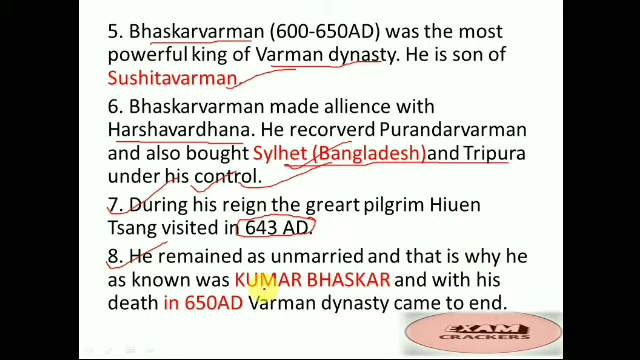 5. Bhaskarvarman (600-650AD) was the most
powerful king of Varman dynasty. He is son of
Sushitavarman.
6. Bhaskarvarman made allience with
Harshavardhana. He recorverd Purandarvarman
and also bought Sylhet (Bangladesh)and Tripura
under his control.
7. During his reign the greart pilgrim Hiuen
Tsang visited in 643 AD.
8. He remained as unmarried and that is why he
as known was KUMAR BHASKAR and with his
death in 650AD Varman dynasty came to end.
EXAM
CRACKERS